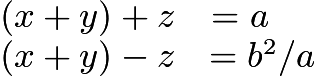 (x + y) + z = a
(x + y) − z = b²/a